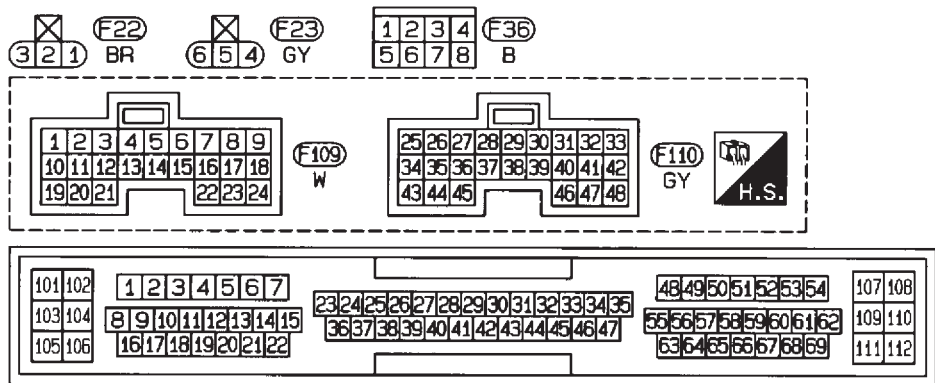 1 2 3 4
F22 F23 F36
3 2 1 BR 6 5 4 GY 5 6 7 8 B
1 2 3 4 5 6 7 8 9 25 26 27 28 29 30 31 32 33
10 11 12 13 14 15 16 17 18 F109 34 35 36 37 38 39 40 41 42 F110
19 20 21 22 23 24 W 43 44 45 46 47 48 GY H.S.
101 102 1 2 3 4 5 6 7 48 49 50 51 52 53 54 107 108
23 24 25 26 27 28 29 30 31 32 33 34 35
103 104 8 9 10 11 12 13 14 15 55 56 57 58 59 60 61 62 109 110
36 37 38 39 40 41 42 43 44 45 46 47
105 106 16 17 18 19 20 21 22 63 64 65 66 67 68 69 111 112